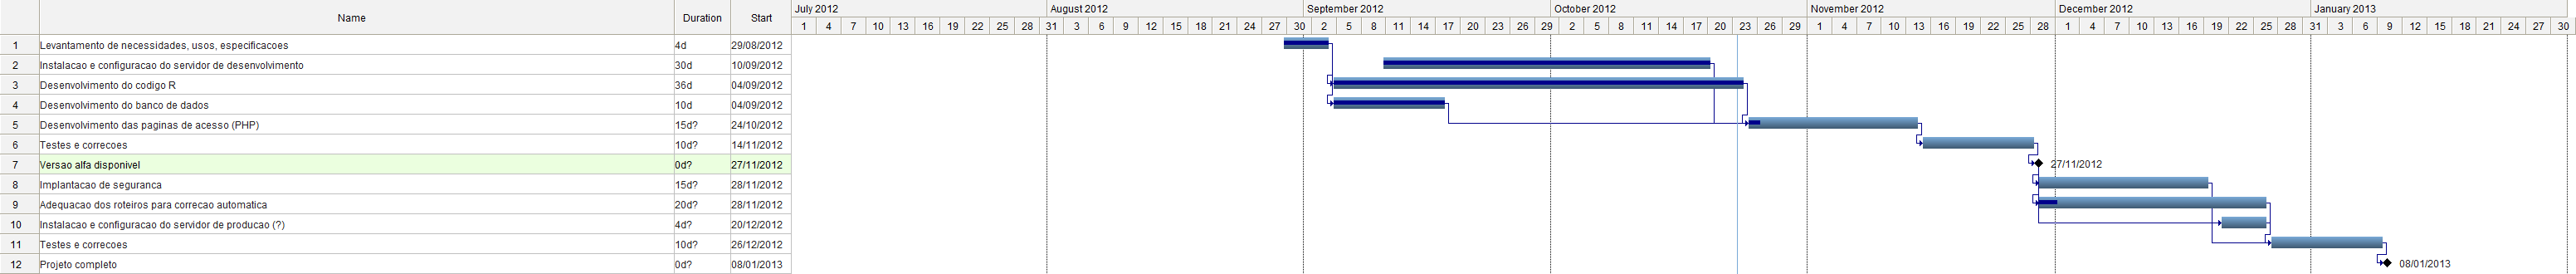 Name Duration Start July 2012 August 2012 September 2012 October 2012 November 2012 December 2012 January 2013
1 4 7 10 13 16 19 22 25 28 31 3 6 9 12 15 18 21 24 27 30 2 5 8 11 14 17 20 23 26 29 2 5 8 11 14 17 20 23 26 29 1 4 7 10 13 16 19 22 25 28 1 4 7 10 13 16 19 22 25 28 31 3 6 9 12 15 18 21 24 27 30
1 Levantamento de necessidades, usos, especificacoes 4d 29/08/2012
2 Instalacao e configuracao do servidor de desenvolvimento 30d 10/09/2012
3 Desenvolvimento do codigo R 36d 04/09/2012
4 Desenvolvimento do banco de dados 10d 04/09/2012
5 Desenvolvimento das paginas de acesso (PHP) 15d? 24/10/2012
6 Testes e correcoes 10d? 14/11/2012
7 Versao alfa disponivel 0d? 27/11/2012 27/11/2012
8 Implantacao de seguranca 15d? 28/11/2012
9 Adequacao dos roteiros para correcao automatica 20d? 28/11/2012
10 Instalacao e configuracao do servidor de producao (?) 4d? 20/12/2012
11 Testes e correcoes 10d? 26/12/2012
12 Projeto completo 0d? 08/01/2013 08/01/2013